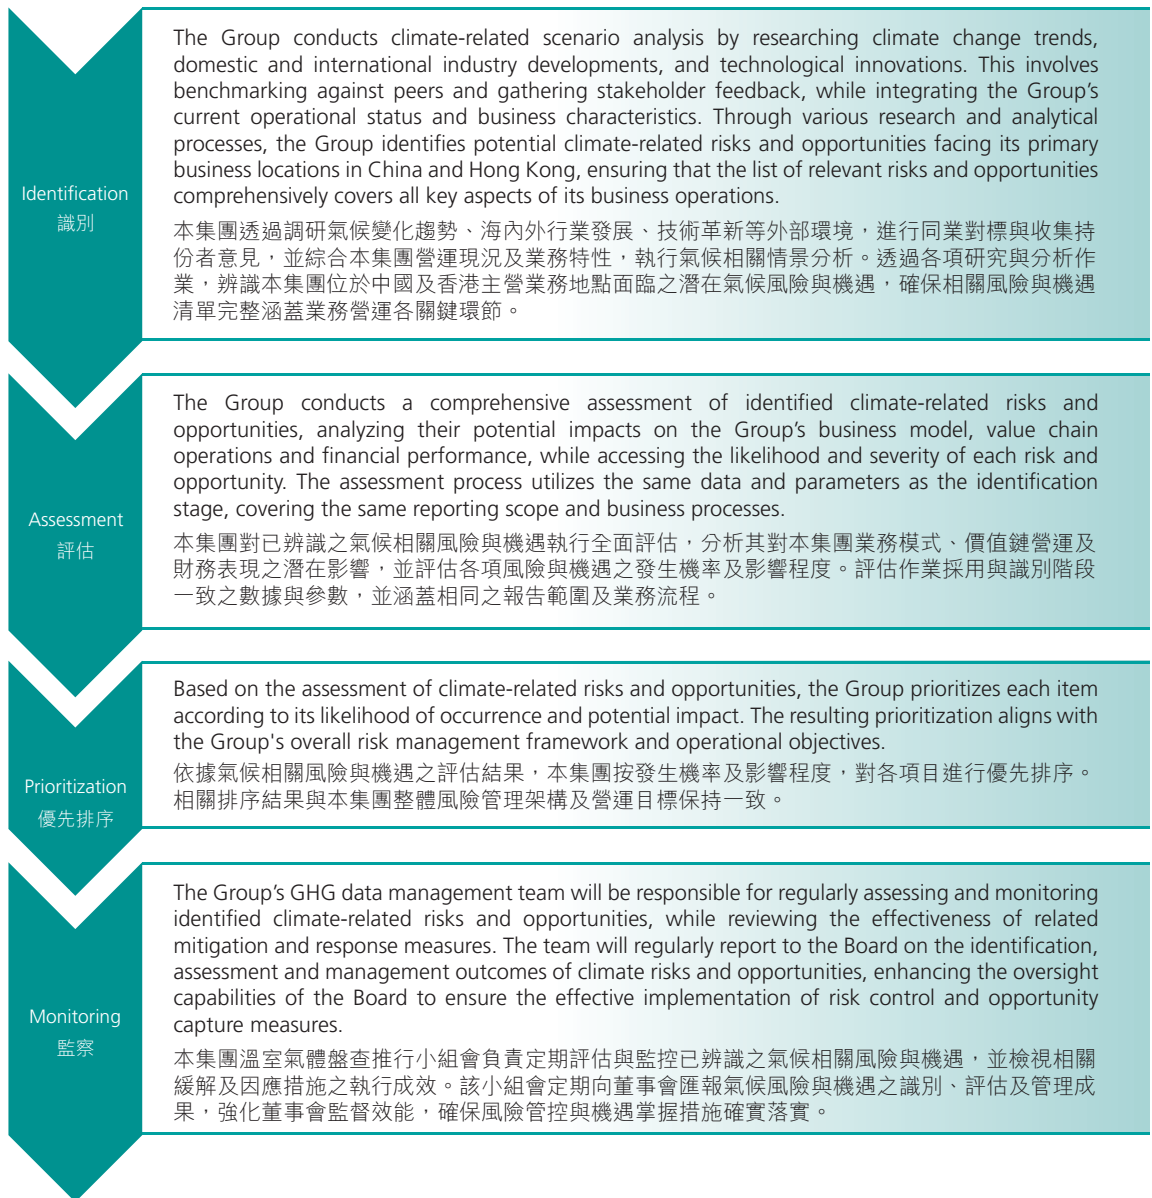 Identification
識別
The Group conducts climate-related scenario analysis by researching climate change trends,
domestic and international industry developments, and technological innovations. This involves
benchmarking against peers and gathering stakeholder feedback, while integrating the Group’s
current operational status and business characteristics. Through various research and analytical
processes, the Group identifies potential climate-related risks and opportunities facing its primary
business locations in China and Hong Kong, ensuring that the list of relevant risks and opportunities
comprehensively covers all key aspects of its business operations.
本集團透過調研氣候變化趨勢、海內外行業發展、技術革新等外部環境，進行同業對標與收集持
份者意見，並綜合本集團營運現況及業務特性，執行氣候相關情景分析。透過各項研究與分析作
業，辨識本集團位於中國及香港主營業務地點面臨之潛在氣候風險與機遇，確保相關風險與機遇
清單完整涵蓋業務營運各關鍵環節。
Assessment
評估
The Group conducts a comprehensive assessment of identified climate-related risks and
opportunities, analyzing their potential impacts on the Group’s business model, value chain
operations and financial performance, while accessing the likelihood and severity of each risk and
opportunity. The assessment process utilizes the same data and parameters as the identification
stage, covering the same reporting scope and business processes.
本集團對已辨識之氣候相關風險與機遇執行全面評估，分析其對本集團業務模式、價值鏈營運及
財務表現之潛在影響，並評估各項風險與機遇之發生機率及影響程度。評估作業採用與識別階段
一致之數據與參數，並涵蓋相同之報告範圍及業務流程。
Prioritization
優先排序
Based on the assessment of climate-related risks and opportunities, the Group prioritizes each item
according to its likelihood of occurrence and potential impact. The resulting prioritization aligns with
the Group's overall risk management framework and operational objectives.
依據氣候相關風險與機遇之評估結果，本集團按發生機率及影響程度，對各項目進行優先排序。
相關排序結果與本集團整體風險管理架構及營運目標保持一致。
Monitoring
監察
The Group’s GHG data management team will be responsible for regularly assessing and monitoring
identified climate-related risks and opportunities, while reviewing the effectiveness of related
mitigation and response measures. The team will regularly report to the Board on the identification,
assessment and management outcomes of climate risks and opportunities, enhancing the oversight
capabilities of the Board to ensure the effective implementation of risk control and opportunity
capture measures.
本集團溫室氣體盤查推行小組會負責定期評估與監控已辨識之氣候相關風險與機遇，並檢視相關
緩解及因應措施之執行成效。該小組會定期向董事會匯報氣候風險與機遇之識別、評估及管理成
果，強化董事會監督效能，確保風險管控與機遇掌握措施確實落實。